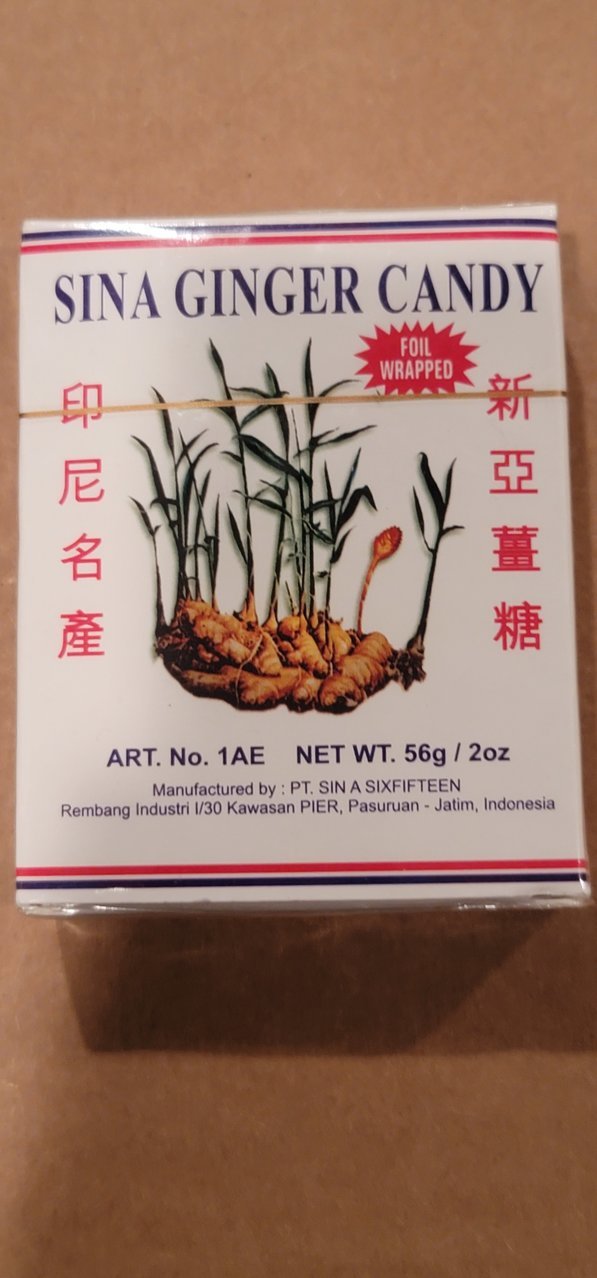 SINA GINGER CANDY
FOIL
WRAPPED
印尼名產
新亞薑糖
ART. No. 1AE NET WT. 56g / 2oz
Manufactured by : PT. SIN A SIXFIFTEEN
Rembang Industri I/30 Kawasan PIER, Pasuruan - Jatim, Indonesia